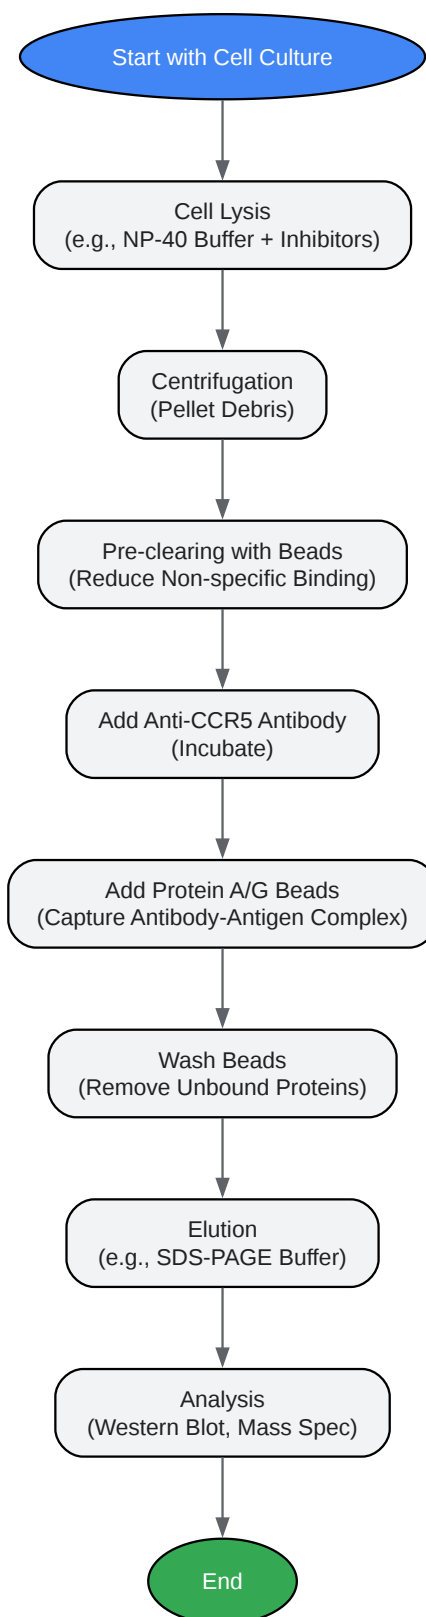 Start with Cell Culture
Cell Lysis
(e.g., NP-40 Buffer + Inhibitors)
Centrifugation
(Pellet Debris)
Pre-clearing with Beads
(Reduce Non-specific Binding)
Add Anti-CCR5 Antibody
(Incubate)
Add Protein A/G Beads
(Capture Antibody-Antigen Complex)
Wash Beads
(Remove Unbound Proteins)
Elution
(e.g., SDS-PAGE Buffer)
Analysis
(Western Blot, Mass Spec)
End